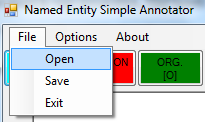 Named Entity Simple Annotator
File Options About
Open
Save
Exit
ON
ORG.
[O]